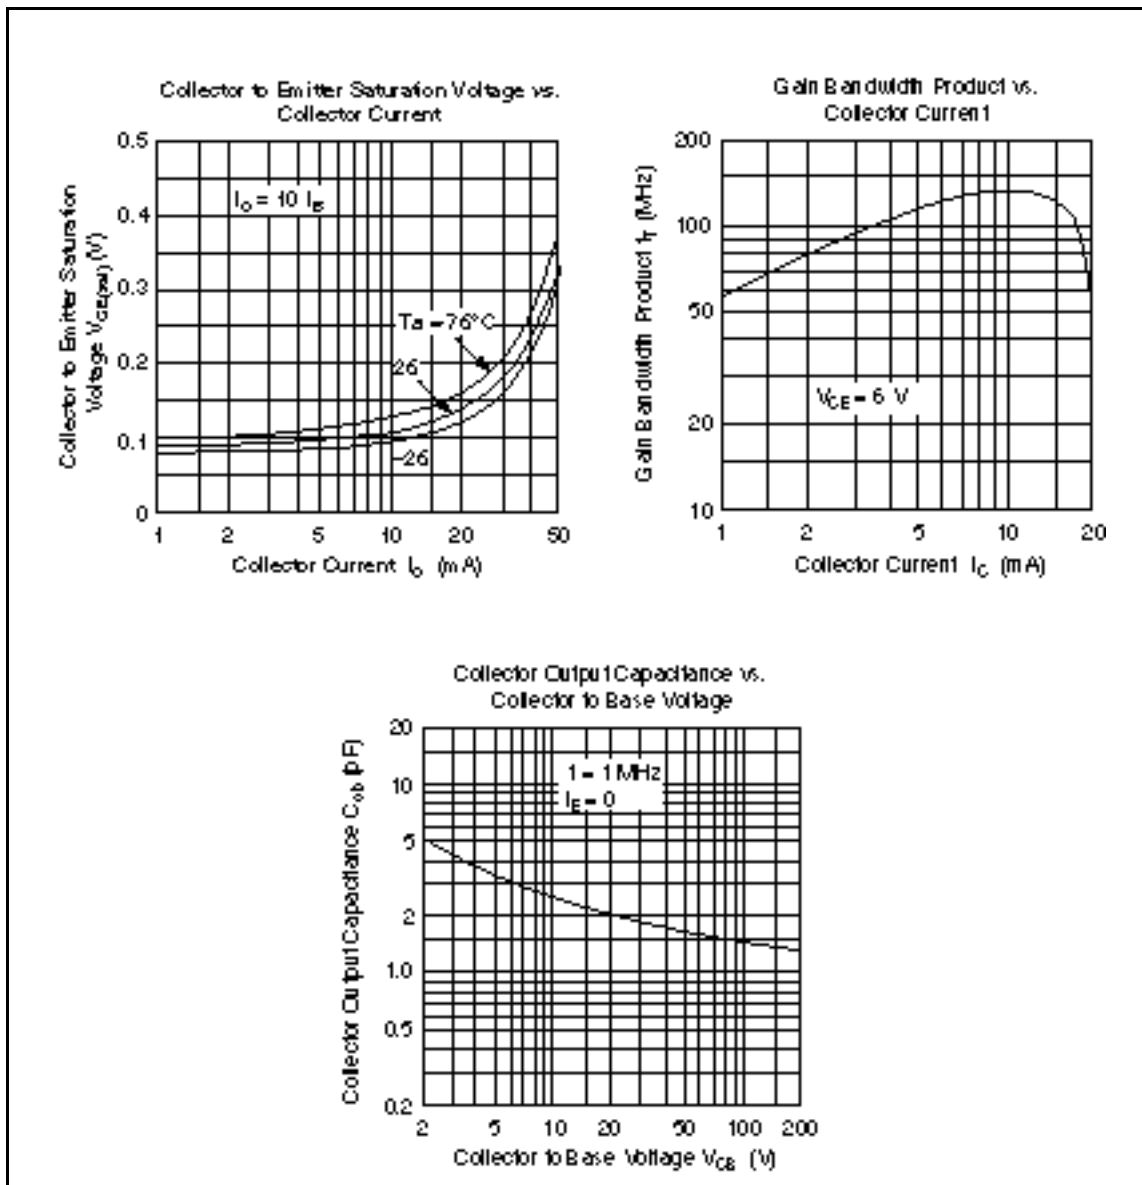 Collector to Emitter Saturation Voltage vs.
Collector Current
0.5
0.4
0.3
0.2
0.1
0
Collector to Emitter Saturation
Voltage VCE(sat) (V)
IC = 10 IB
Ta = 75°C
25
–25
1 2 5 10 20 50
Collector Current IC (mA)
Gain Bandwidth Product vs.
Collector Current
200
100
50
20
10
Gain Bandwidth Product fT (MHz)
VCE = 6 V
1 2 5 10 20
Collector Current IC (mA)
Collector Output Capacitance vs.
Collector to Base Voltage
20
10
5
2
1.0
0.5
0.2
Collector Output Capacitance Cob (pF)
f = 1 MHz
IE = 0
2 5 10 20 50 100 200
Collector to Base Voltage VCB (V)